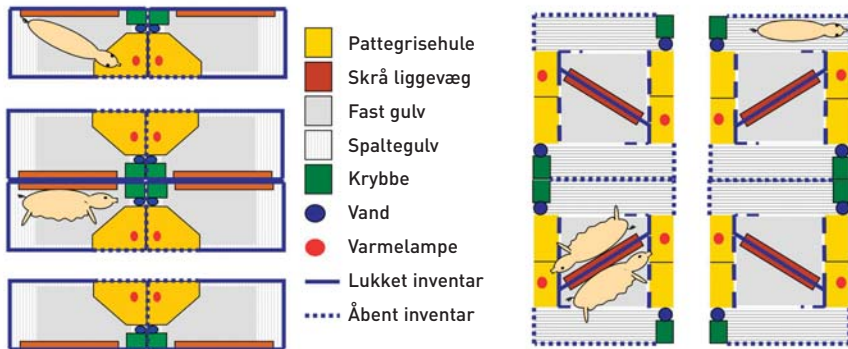 Pattegrisehule
Skrå liggevæg
Fast gulv
Spaltegulv
Krybbe
Vand
Varmelampe
Lukket inventar
Åbent inventar